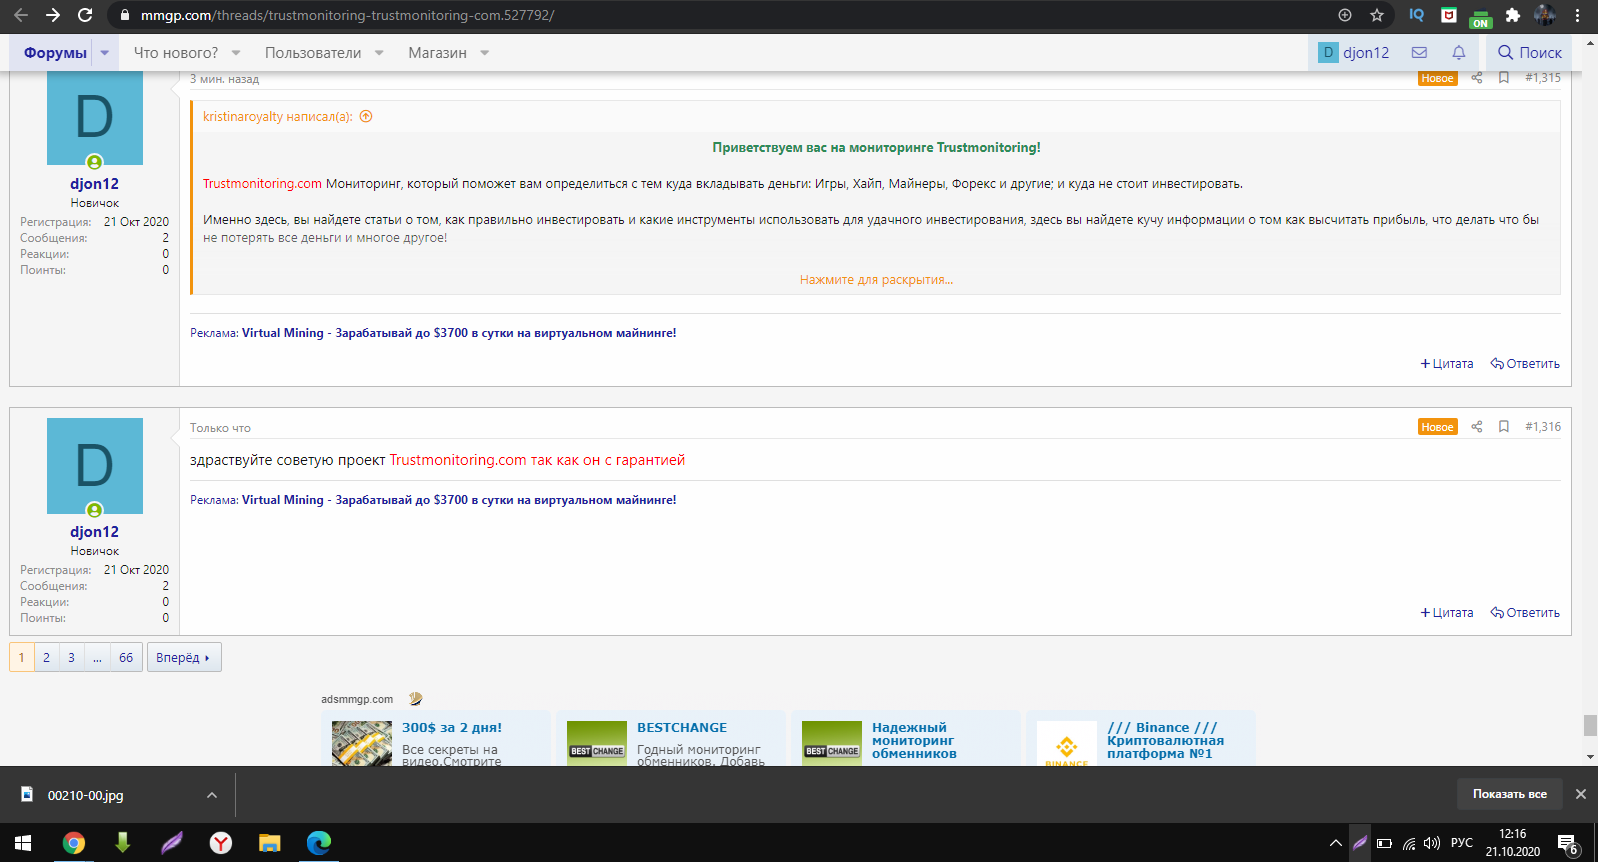 mmgp.com/threads/trustmonitoring-trustmonitoring-com.527792/
IQ
ON
Форумы Что нового? Пользователи Магазин D djon12 Поиск
3 мин. назад Новое #1,315
D
djon12
Новичок
Регистрация: 21 Окт 2020
Сообщения: 2
Реакции: 0
Поинты: 0
kristinaroyalty написал(а):
Приветствуем вас на мониторинге Trustmonitoring!
Trustmonitoring.com Мониторинг, который поможет вам определиться с тем куда вкладывать деньги: Игры, Хайп, Майнеры, Форекс и другие; и куда не стоит инвестировать.
Именно здесь, вы найдете статьи о том, как правильно инвестировать и какие инструменты использовать для удачного инвестирования, здесь вы найдете кучу информации о том как высчитать прибыль, что делать что бы
не потерять все деньги и многое другое!
Нажмите для раскрытия...
Реклама: Virtual Mining - Зарабатывай до $3700 в сутки на виртуальном майнинге!
+ Цитата Ответить
D
djon12
Новичок
Регистрация: 21 Окт 2020
Сообщения: 2
Реакции: 0
Поинты: 0
Только что Новое #1,316
здраствуйте советую проект Trustmonitoring.com так как он с гарантией
Реклама: Virtual Mining - Зарабатывай до $3700 в сутки на виртуальном майнинге!
+ Цитата Ответить
1 2 3 ... 66 Вперёд
adsmmgp.com
300$ за 2 дня!
Все секреты на
видео.Смотрите
BEST CHANGE
BESTCHANGE
Годный мониторинг
обменников. Добавь
BEST CHANGE
Надежный
мониторинг
обменников
BINANCE
/// Binance ///
Криптовалютная
платформа №1
00210-00.jpg Показать все
РУС 12:16
21.10.2020
6